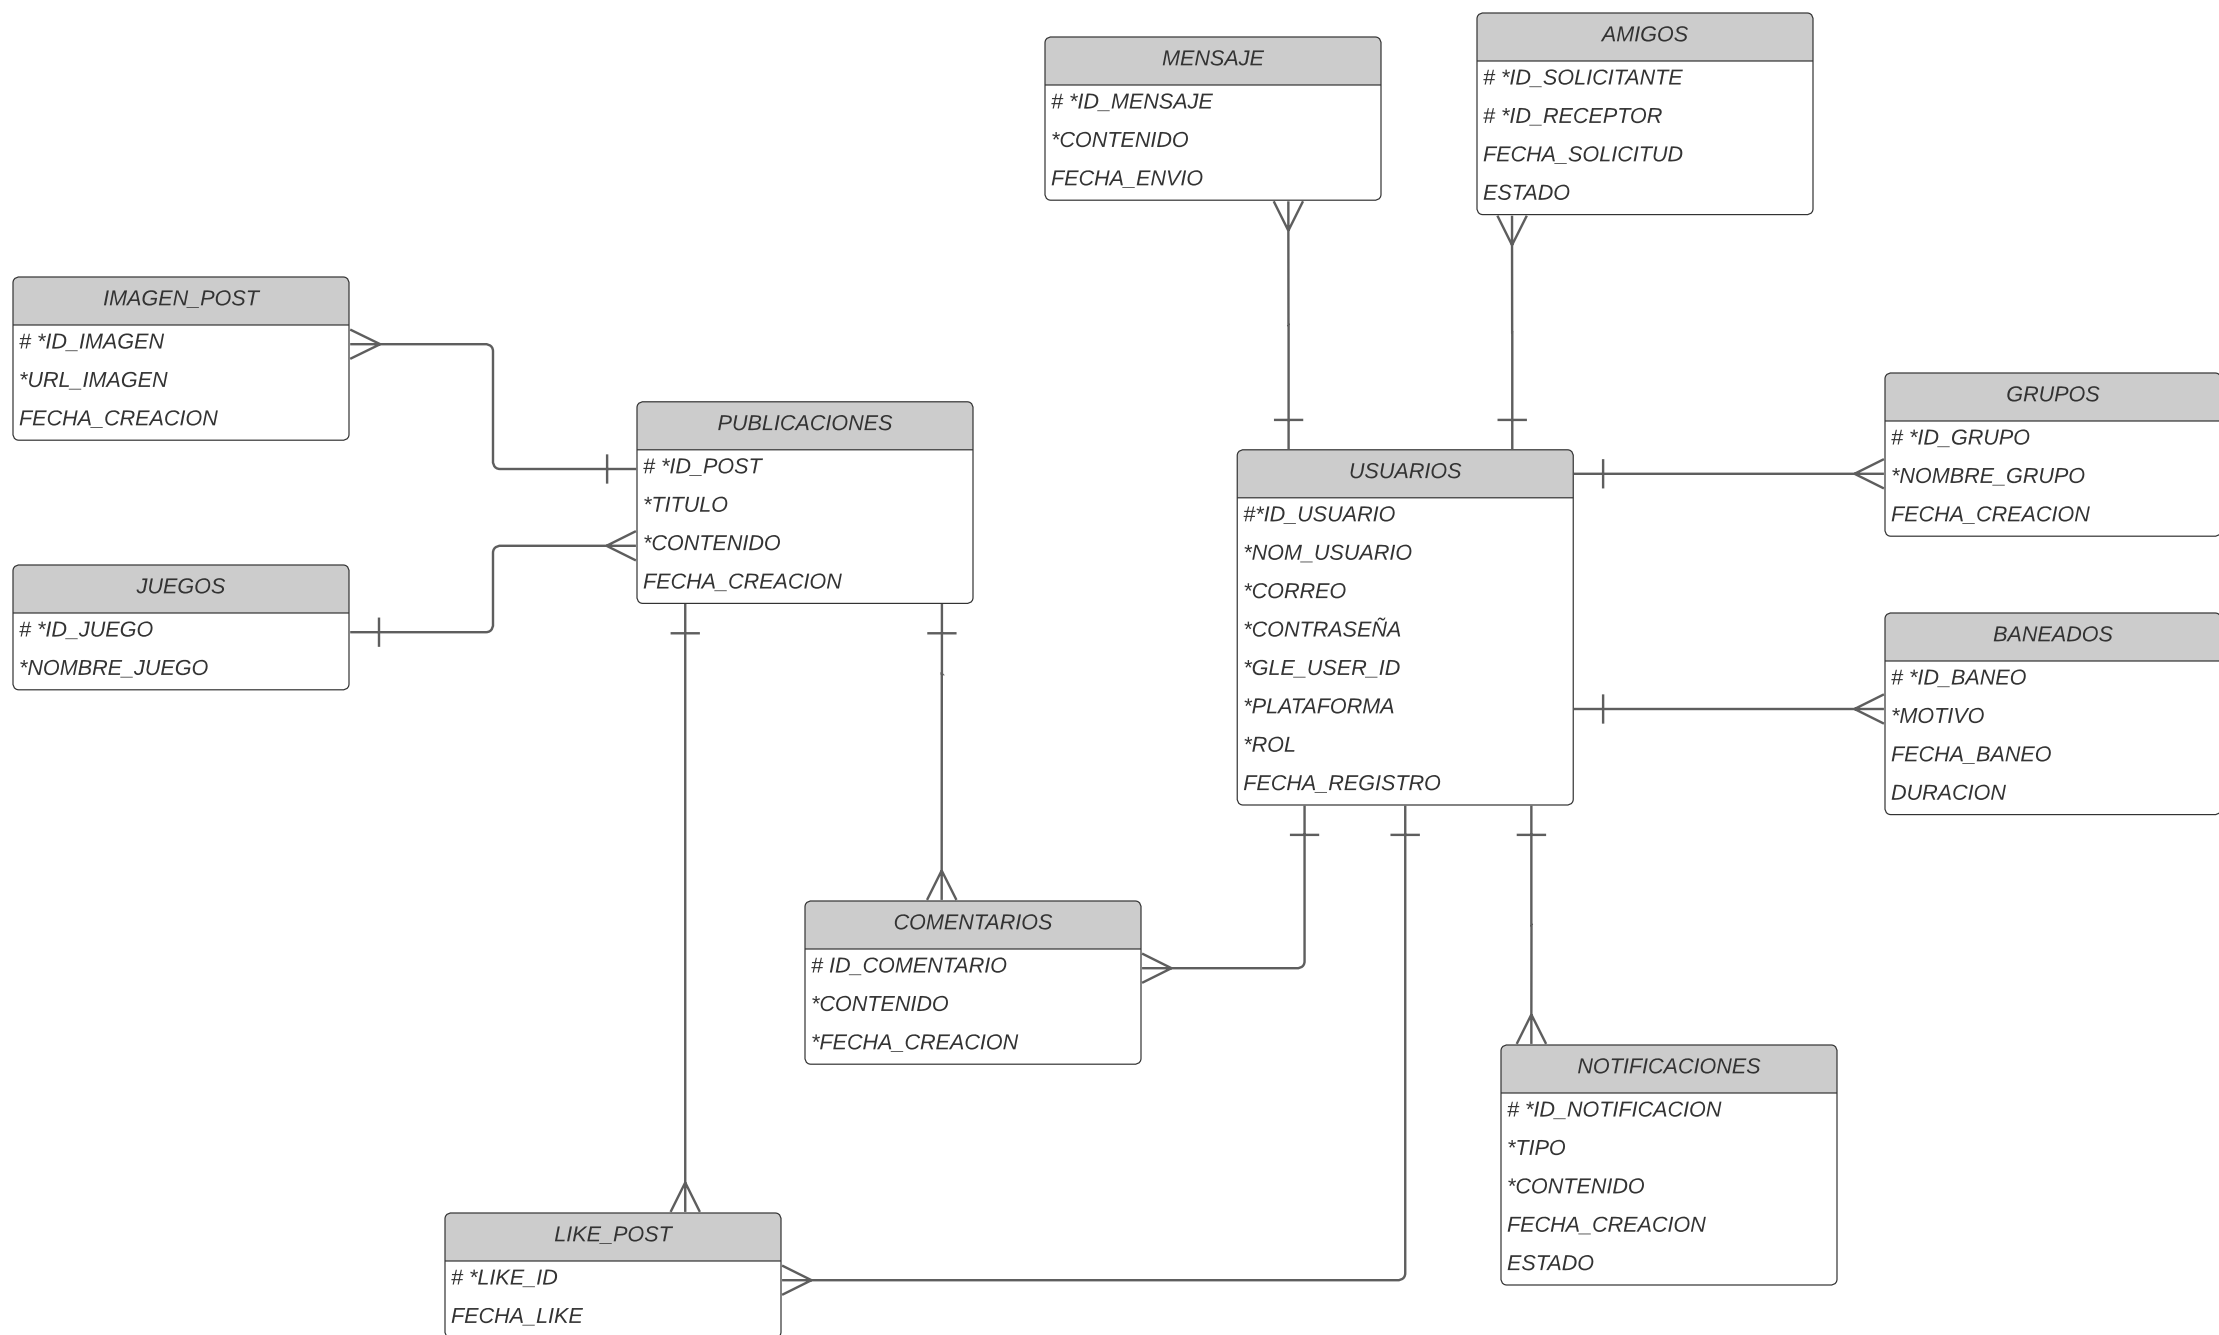 MENSAJE
# *ID_MENSAJE
*CONTENIDO
FECHA_ENVIO
AMIGOS
# *ID_SOLICITANTE
# *ID_RECEPTOR
FECHA_SOLICITUD
ESTADO
IMAGEN_POST
# *ID_IMAGEN
*URL_IMAGEN
FECHA_CREACION
PUBLICACIONES
# *ID_POST
*TITULO
*CONTENIDO
FECHA_CREACION
JUEGOS
# *ID_JUEGO
*NOMBRE_JUEGO
USUARIOS
#*ID_USUARIO
*NOM_USUARIO
*CORREO
*CONTRASEÑA
*GLE_USER_ID
*PLATAFORMA
*ROL
FECHA_REGISTRO
GRUPOS
# *ID_GRUPO
*NOMBRE_GRUPO
FECHA_CREACION
BANEADOS
# *ID_BANEO
*MOTIVO
FECHA_BANEO
DURACION
COMENTARIOS
# ID_COMENTARIO
*CONTENIDO
*FECHA_CREACION
NOTIFICACIONES
# *ID_NOTIFICACION
*TIPO
*CONTENIDO
FECHA_CREACION
ESTADO
LIKE_POST
# *LIKE_ID
FECHA_LIKE